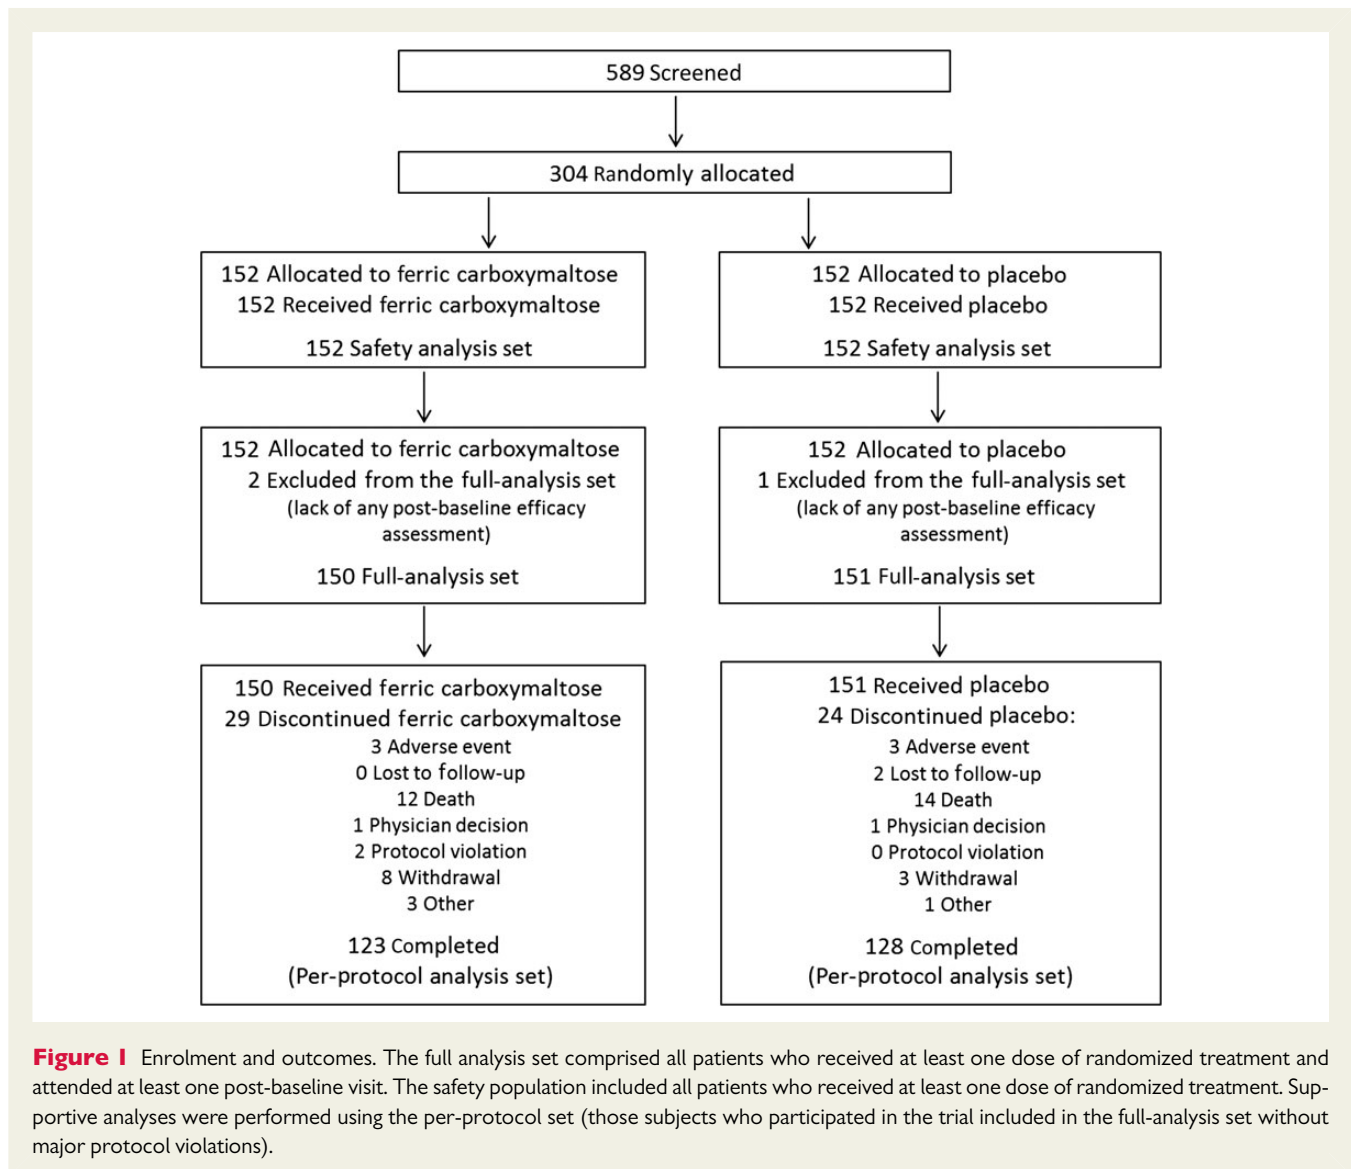 589 Screened
304 Randomly allocated
152 Allocated to ferric carboxymaltose
152 Received ferric carboxymaltose
152 Safety analysis set
152 Allocated to placebo
152 Received placebo
152 Safety analysis set
152 Allocated to ferric carboxymaltose
2 Excluded from the full-analysis set
(lack of any post-baseline efficacy
assessment)
150 Full-analysis set
152 Allocated to placebo
1 Excluded from the full-analysis set
(lack of any post-baseline efficacy
assessment)
151 Full-analysis set
150 Received ferric carboxymaltose
29 Discontinued ferric carboxymaltose
3 Adverse event
0 Lost to follow-up
12 Death
1 Physician decision
2 Protocol violation
8 Withdrawal
3 Other
123 Completed
(Per-protocol analysis set)
151 Received placebo
24 Discontinued placebo:
3 Adverse event
2 Lost to follow-up
14 Death
1 Physician decision
0 Protocol violation
3 Withdrawal
1 Other
128 Completed
(Per-protocol analysis set)
Figure 1 Enrolment and outcomes. The full analysis set comprised all patients who received at least one dose of randomized treatment and
attended at least one post-baseline visit. The safety population included all patients who received at least one dose of randomized treatment. Sup-
portive analyses were performed using the per-protocol set (those subjects who participated in the trial included in the full-analysis set without
major protocol violations).